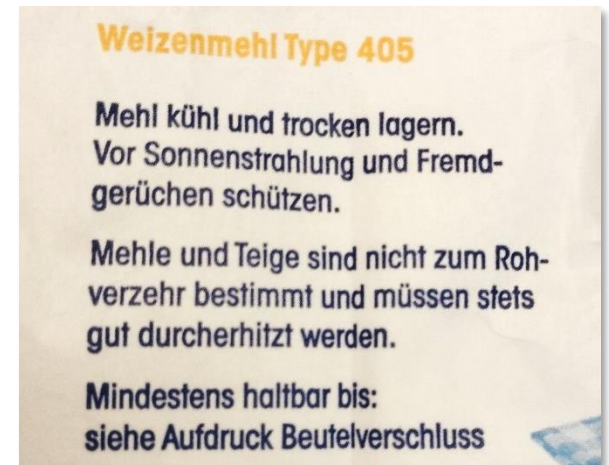 Weizenmehl Type 405
Mehl kühl und trocken lagern.
Vor Sonnenstrahlung und Fremd-
gerüchen schützen.
Mehle und Teige sind nicht zum Roh-
verzehr bestimmt und müssen stets
gut durcherhitzt werden.
Mindestens haltbar bis:
siehe Aufdruck Beutelverschluss